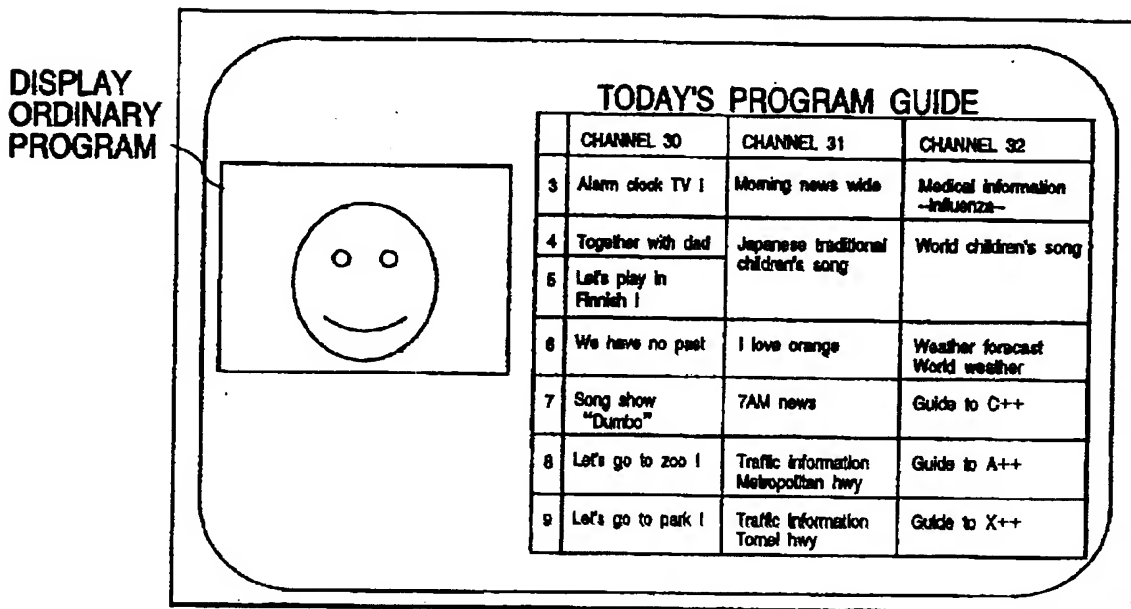 DISPLAY
ORDINARY
PROGRAM
TODAY'S PROGRAM GUIDE
CHANNEL 30 CHANNEL 31 CHANNEL 32
3 Alarm clock TV ! Morning news wide Medical information
-Influenza-
4 Together with dad Japanese traditional World children's song
children's song
5 Let's play in
Finnish !
6 We have no past I love orange Weather forecast
World weather
7 Song show 7AM news Guide to C++
"Dumbo"
8 Let's go to zoo ! Traffic information Guide to A++
Metropolitan hwy
9 Let's go to park ! Traffic information Guide to X++
Tomei hwy